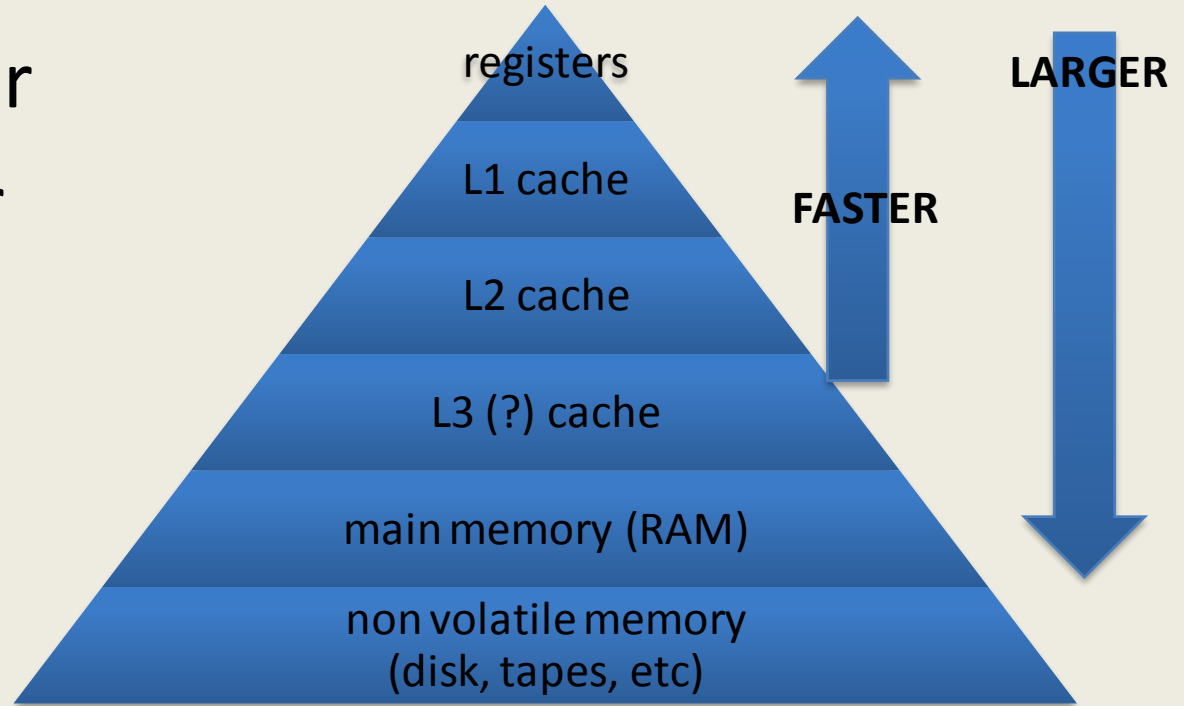 registers
L1 cache
L2 cache
L3 (?) cache
main memory (RAM)
non volatile memory
(disk, tapes, etc)
FASTER
LARGER